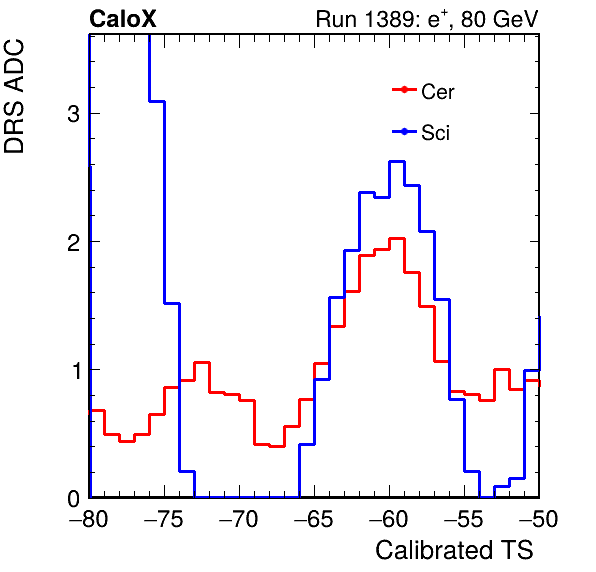 CaloX Run 1389: e⁺, 80 GeV
DRS ADC
Cer
Sci
3
2
1
0
−80 −75 −70 −65 −60 −55 −50
Calibrated TS